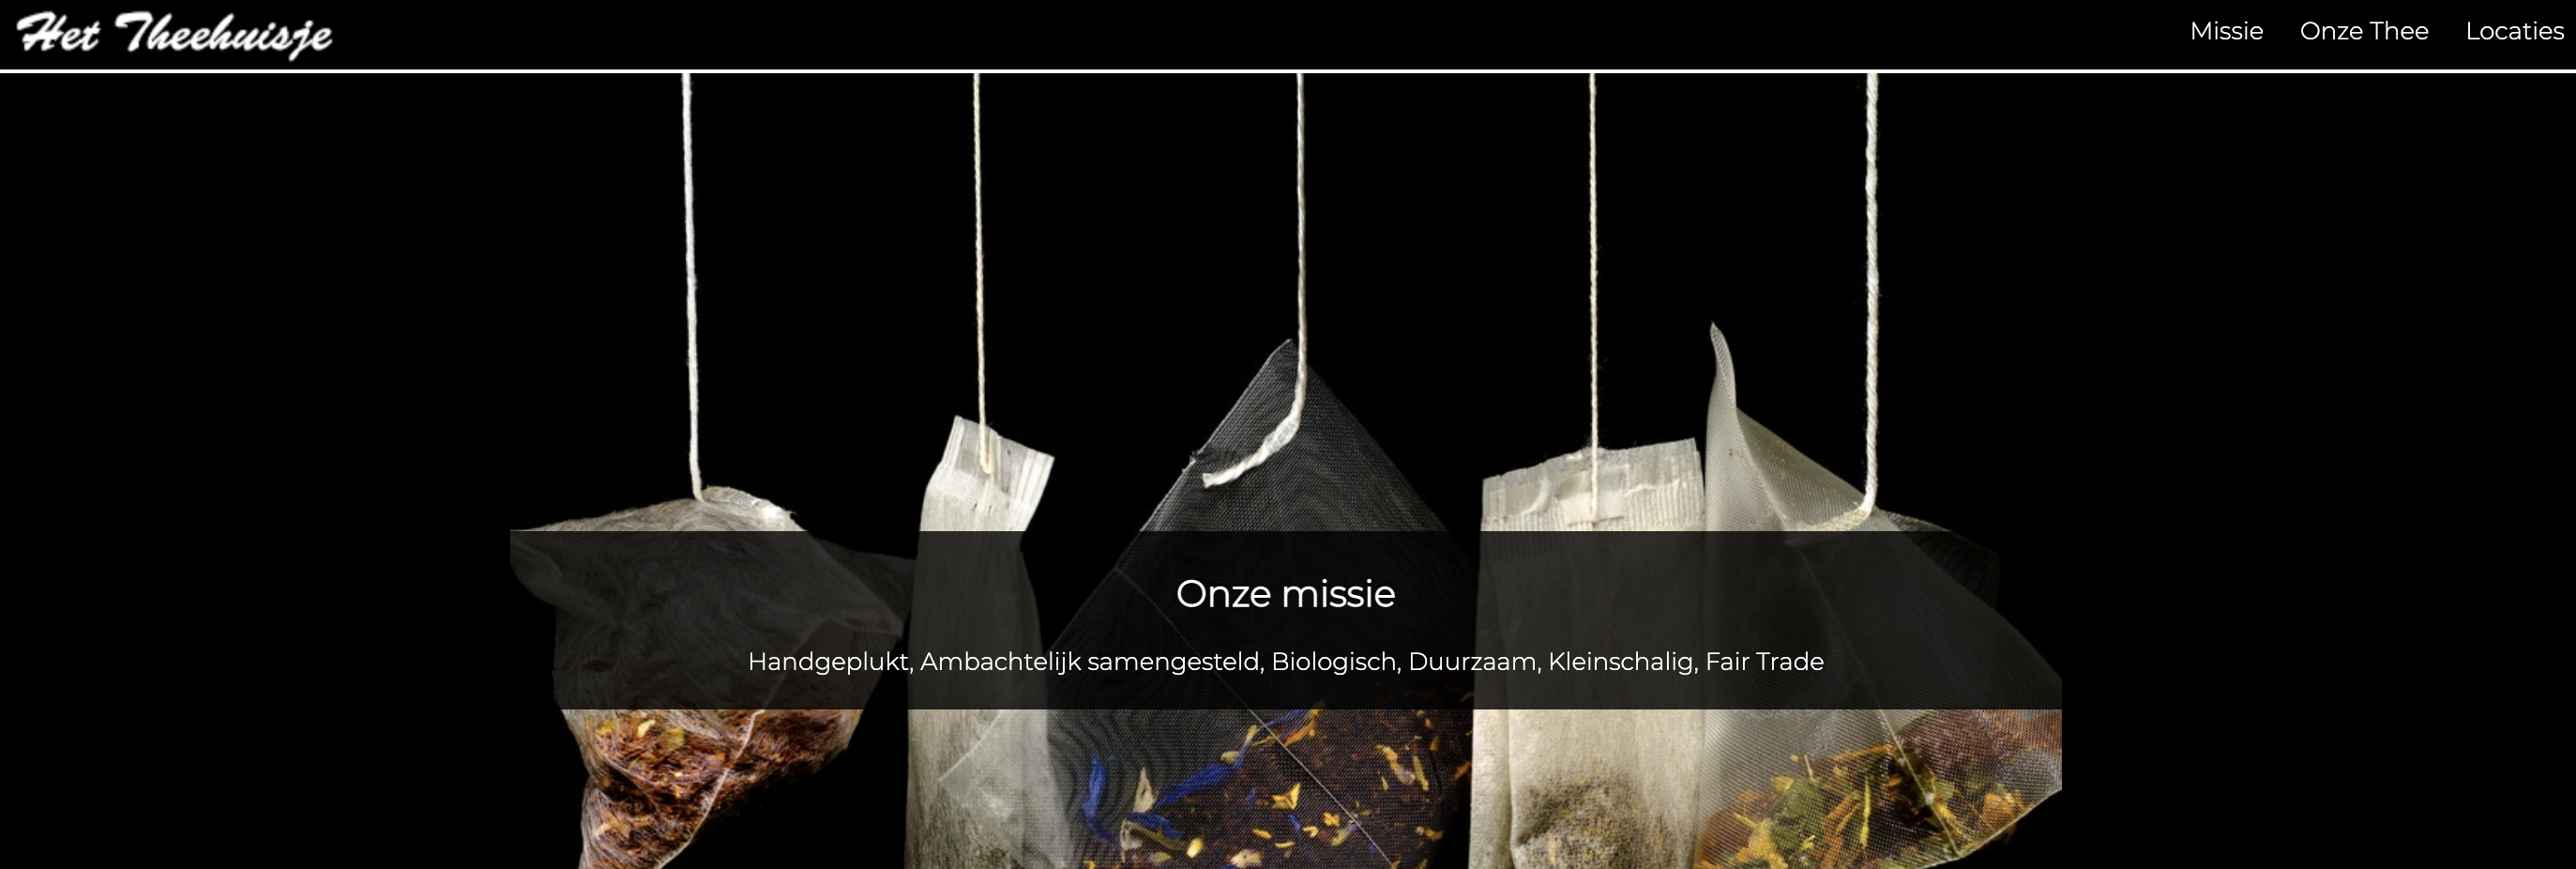 Het Theehuisje
Missie Onze Thee Locaties
Onze missie
Handgeplukt, Ambachtelijk samengesteld, Biologisch, Duurzaam, Kleinschalig, Fair Trade